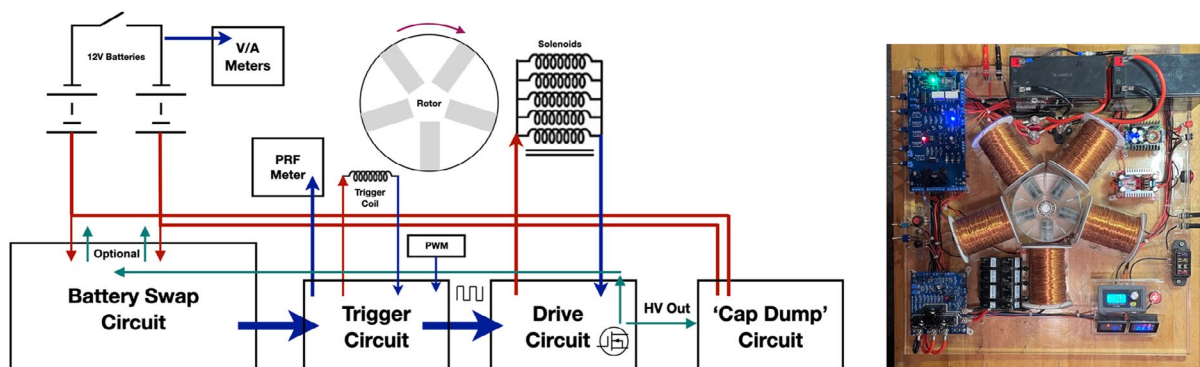 12V Batteries
V/A
Meters
Rotor
Solenoids
PRF
Meter
Trigger
Coil
PWM
Optional
Battery Swap
Circuit
Trigger
Circuit
Drive
Circuit
HV Out
‘Cap Dump’
Circuit